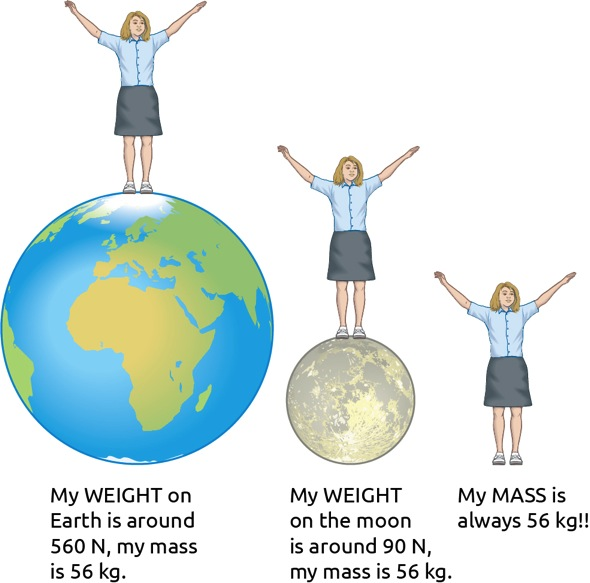 My WEIGHT on
Earth is around
560 N, my mass
is 56 kg.
My WEIGHT
on the moon
is around 90 N,
my mass is 56 kg.
My MASS is
always 56 kg!!